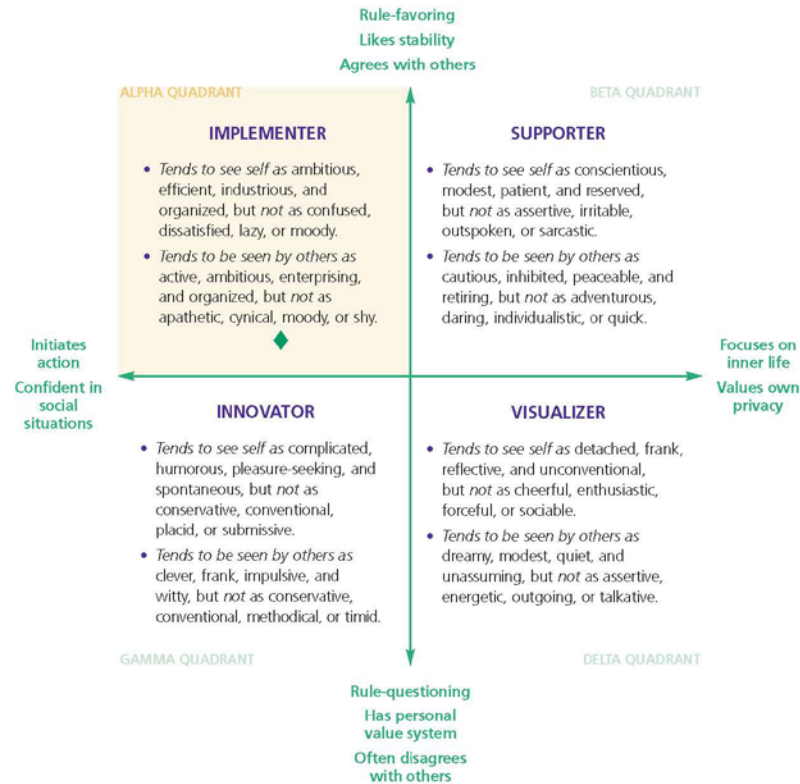 Rule-favoring
Likes stability
Agrees with others
ALPHA QUADRANT
BETA QUADRANT
IMPLEMENTER
• Tends to see self as ambitious,
efficient, industrious, and
organized, but not as confused,
dissatisfied, lazy, or moody.
• Tends to be seen by others as
active, ambitious, enterprising,
and organized, but not as
apathetic, cynical, moody, or shy.
SUPPORTER
• Tends to see self as conscientious,
modest, patient, and reserved,
but not as assertive, irritable,
outspoken, or sarcastic.
• Tends to be seen by others as
cautious, inhibited, peaceable, and
retiring, but not as adventurous,
daring, individualistic, or quick.
Initiates
action
Confident in
social
situations
Focuses on
inner life
Values own
privacy
INNOVATOR
• Tends to see self as complicated,
humorous, pleasure-seeking, and
spontaneous, but not as
conservative, conventional,
placid, or submissive.
• Tends to be seen by others as
clever, frank, impulsive, and
witty, but not as conservative,
conventional, methodical, or timid.
VISUALIZER
• Tends to see self as detached, frank,
reflective, and unconventional,
but not as cheerful, enthusiastic,
forceful, or sociable.
• Tends to be seen by others as
dreamy, modest, quiet, and
unassuming, but not as assertive,
energetic, outgoing, or talkative.
GAMMA QUADRANT
DELTA QUADRANT
Rule-questioning
Has personal
value system
Often disagrees
with others